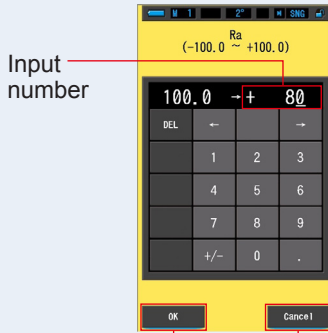 M 1 2° SNG
Ra
(-100.0 ~ +100.0)
Input
number
100.0 →+ 80
DEL ← →
1 2 3
4 5 6
7 8 9
+/- 0 .
OK Cancel